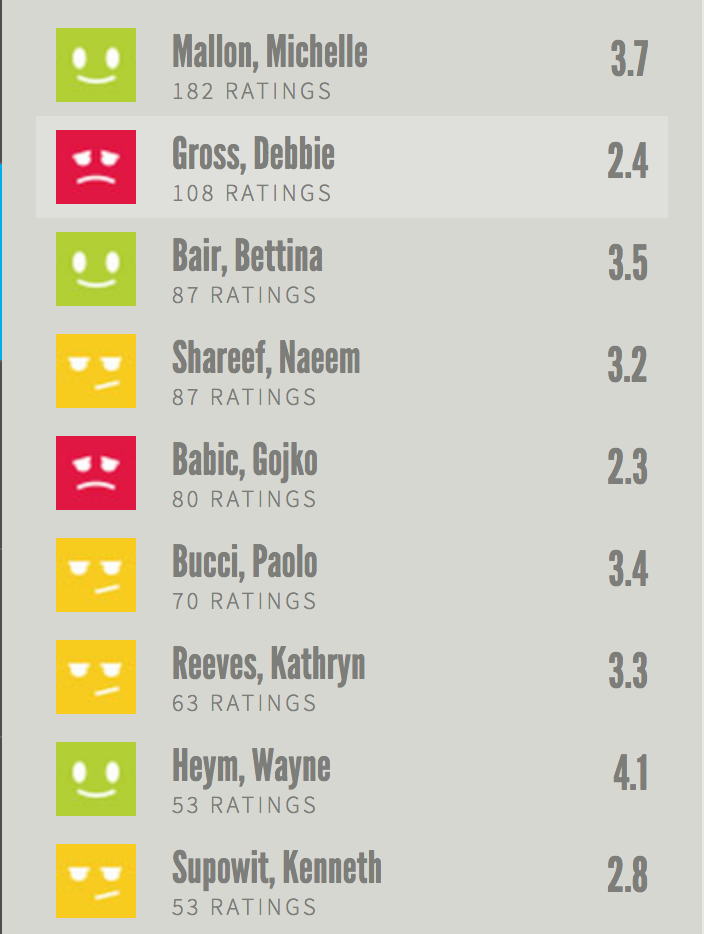 Mallon, Michelle 3.7
182 RATINGS
Gross, Debbie 2.4
108 RATINGS
Bair, Bettina 3.5
87 RATINGS
Shareef, Naeem 3.2
87 RATINGS
Babic, Gojko 2.3
80 RATINGS
Bucci, Paolo 3.4
70 RATINGS
Reeves, Kathryn 3.3
63 RATINGS
Heym, Wayne 4.1
53 RATINGS
Supowit, Kenneth 2.8
53 RATINGS